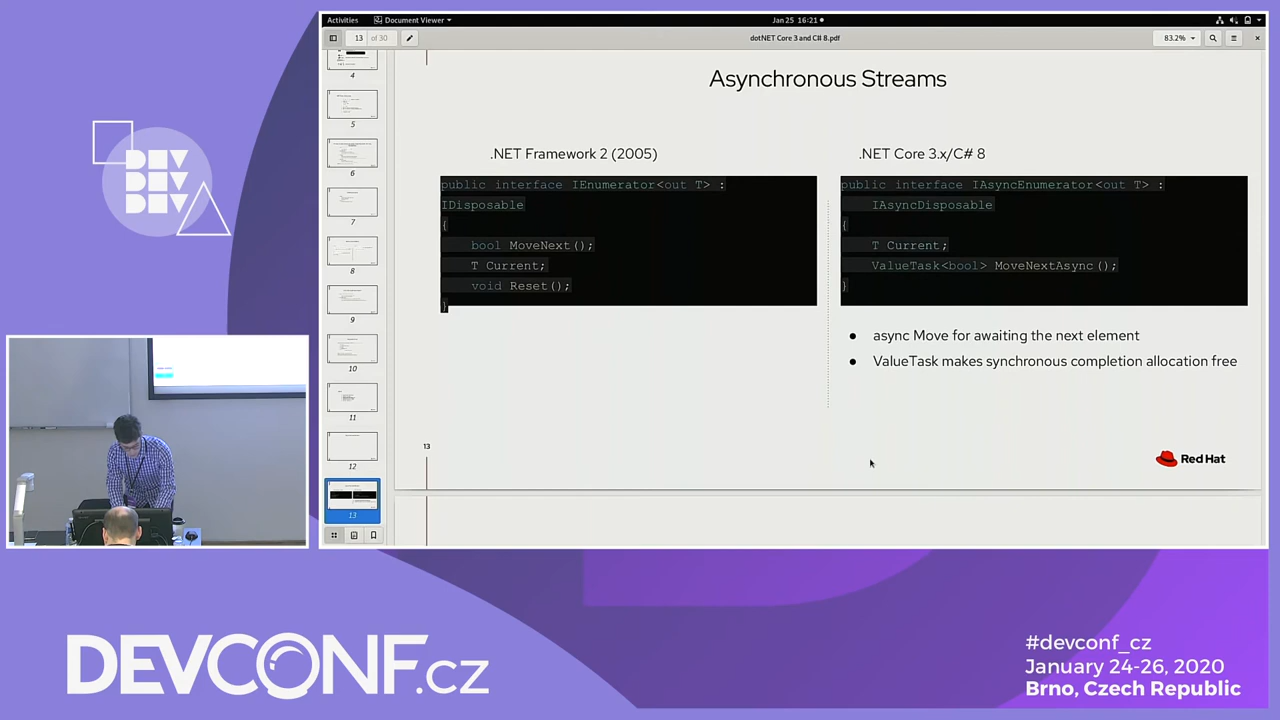 Activities
Document Viewer
Jan 25 16:21
13
of 30
dotNET Core 3 and C# 8.pdf
83.2%
4
5
6
7
8
9
10
11
12
13
Asynchronous Streams
.NET Framework 2 (2005)
public interface IEnumerator<out T> :
IDisposable
{
bool MoveNext();
T Current;
void Reset();
}
.NET Core 3.x/C# 8
public interface IAsyncEnumerator<out T> :
IAsyncDisposable
{
T Current;
ValueTask<bool> MoveNextAsync();
}
● async Move for awaiting the next element
● ValueTask makes synchronous completion allocation free
13
Red Hat
DEV
DEV
DEV
DEVCONF.cz
#devconf_cz
January 24-26, 2020
Brno, Czech Republic